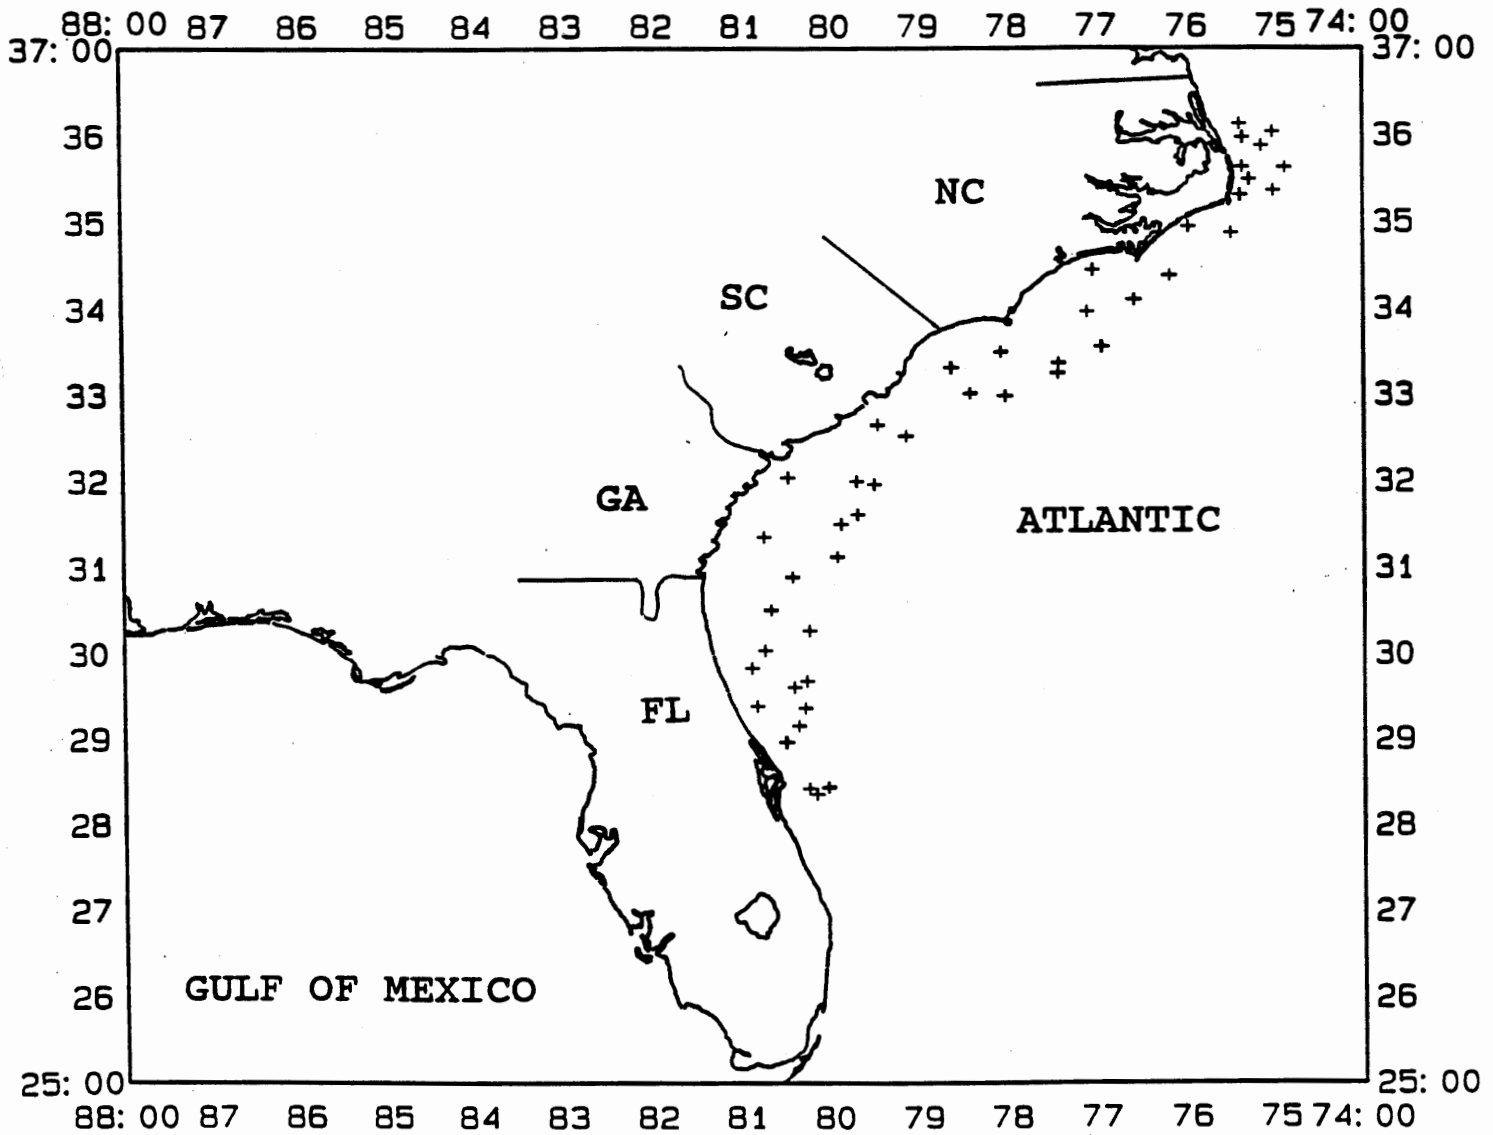 88: 00 87 86 85 84 83 82 81 80 79 78 77 76 75 74: 00
37: 00 37: 00
36 36
NC
35 35
SC
34 34
33 33
32 32
GA
ATLANTIC
31 31
30 30
FL
29 29
28 28
27 27
GULF OF MEXICO
26 26
25: 00 25: 00
88: 00 87 86 85 84 83 82 81 80 79 78 77 76 75 74: 00